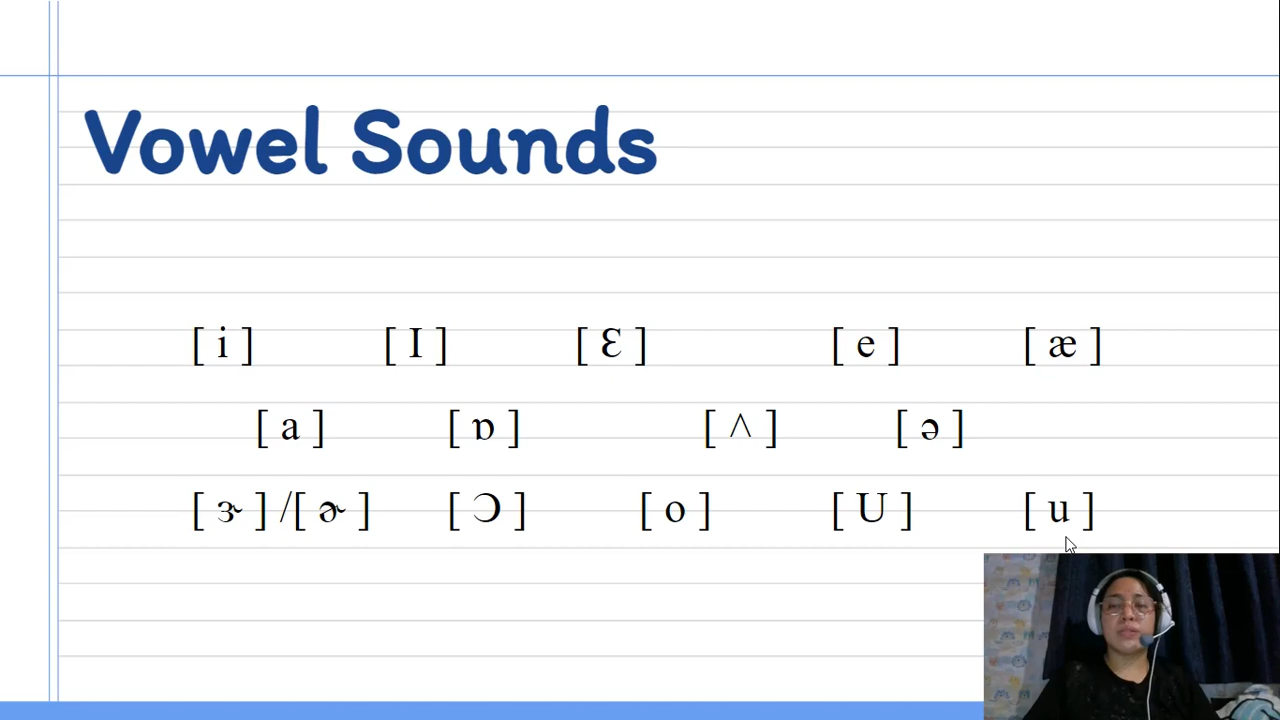 Vowel Sounds
[ i ] [ I ] [ Ɛ ] [ e ] [ æ ]
[ a ] [ ɒ ] [ ^ ] [ ə ]
[ ɝ ] /[ ɚ ] [ Ɔ ] [ o ] [ U ] [ u ]